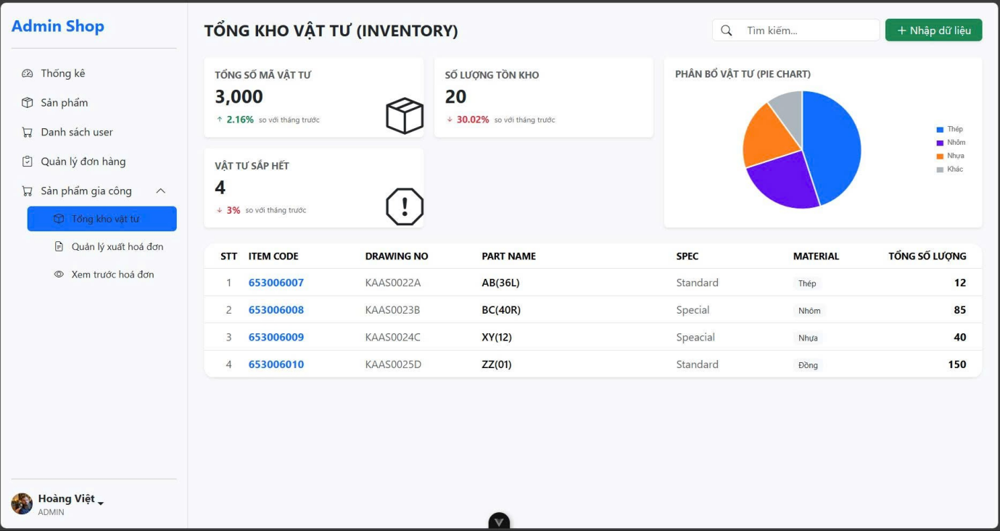 Admin Shop
Thống kê
Sản phẩm
Danh sách user
Quản lý đơn hàng
Sản phẩm gia công
Tổng kho vật tư
Quản lý xuất hoá đơn
Xem trước hoá đơn
Hoàng Việt
ADMIN
TỔNG KHO VẬT TƯ (INVENTORY)
Tìm kiếm...
+ Nhập dữ liệu
TỔNG SỐ MÃ VẬT TƯ
3,000
↑ 2.16% so với tháng trước
SỐ LƯỢNG TỒN KHO
20
↓ 30.02% so với tháng trước
VẬT TƯ SẮP HẾT
4
↓ 3% so với tháng trước
PHÂN BỔ VẬT TƯ (PIE CHART)
Thép
Nhôm
Nhựa
Khác
STT ITEM CODE DRAWING NO PART NAME SPEC MATERIAL TỔNG SỐ LƯỢNG
1 653006007 KAAS0022A AB(36L) Standard Thép 12
2 653006008 KAAS0023B BC(40R) Special Nhôm 85
3 653006009 KAAS0024C XY(12) Speacial Nhựa 40
4 653006010 KAAS0025D ZZ(01) Standard Đồng 150